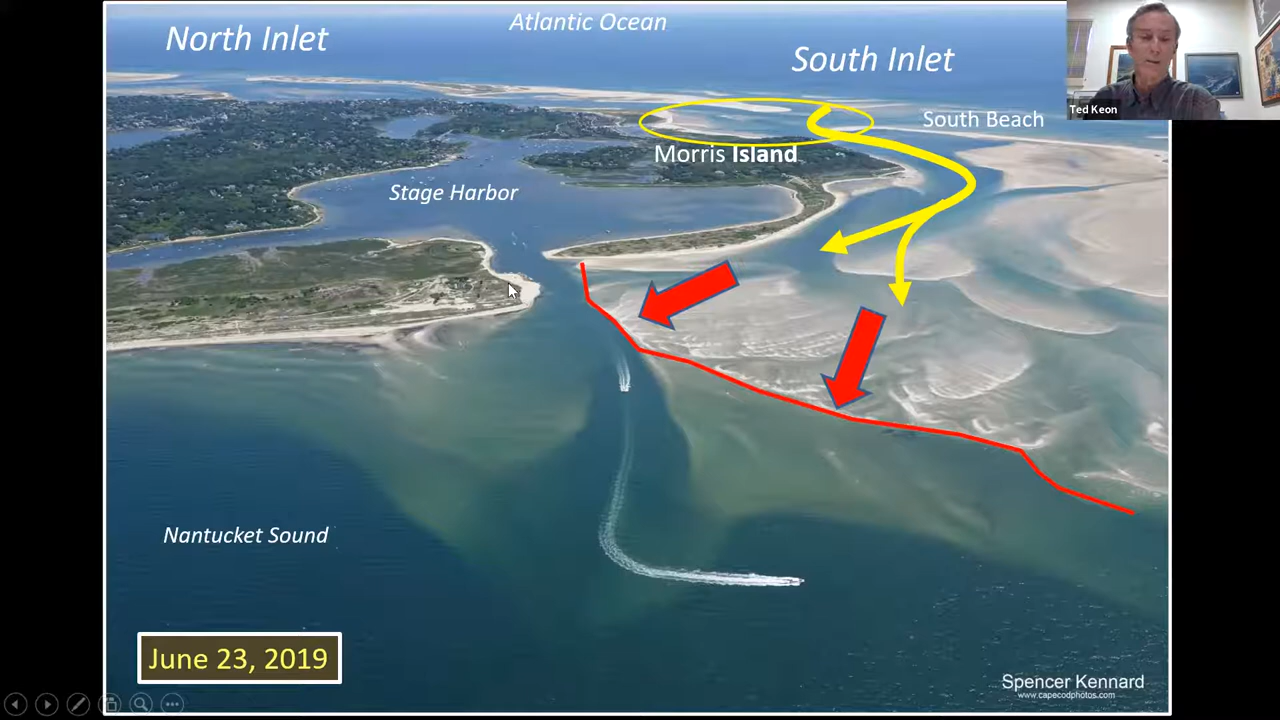 Atlantic Ocean
North Inlet
South Inlet
Ted Keon
South Beach
Morris Island
Stage Harbor
Nantucket Sound
June 23, 2019
Spencer Kennard
www.capecodphotos.com